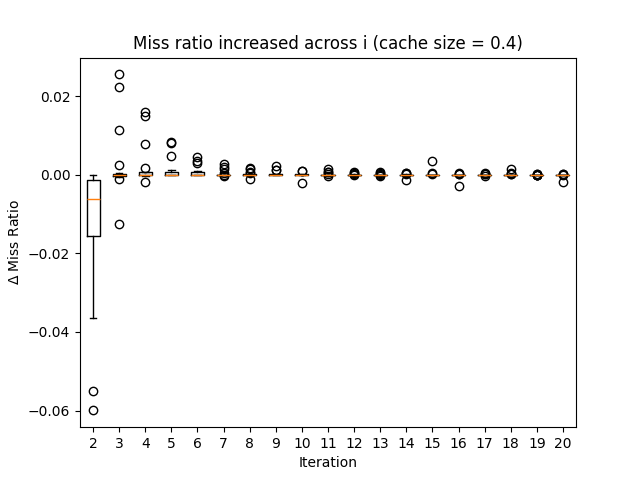 Miss ratio increased across i (cache size = 0.4)
0.02
0.00
−0.02
−0.04
−0.06
Δ Miss Ratio
2 3 4 5 6 7 8 9 10 11 12 13 14 15 16 17 18 19 20
Iteration